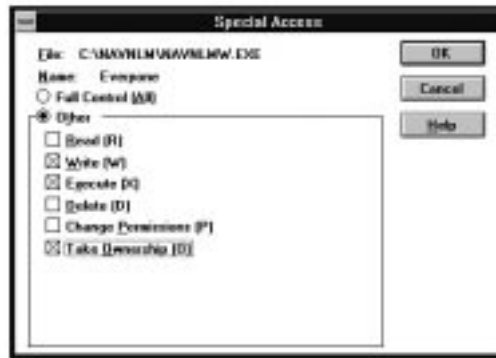 Special Access
File: C:\NAVNLM\NAVNLMW.EXE
OK
Name: Everyone
Cancel
Full Control (All)
Help
Other
Read (R)
Write (W)
Execute (X)
Delete (D)
Change Permissions (P)
Take Ownership (O)